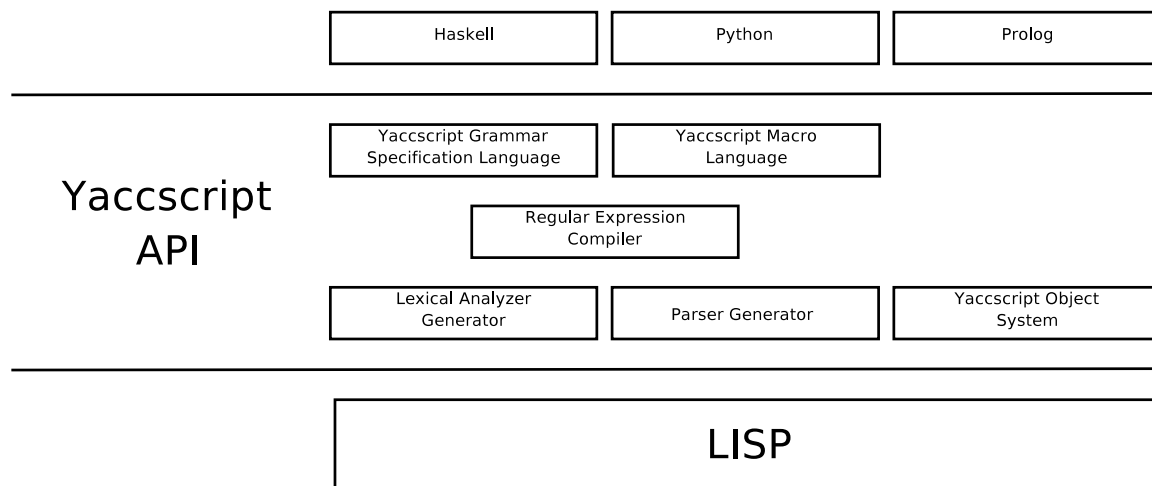 Haskell
Python
Prolog
Yaccscript Grammar
Specification Language
Yaccscript Macro
Language
Yaccscript
API
Regular Expression
Compiler
Lexical Analyzer
Generator
Parser Generator
Yaccscript Object
System
LISP